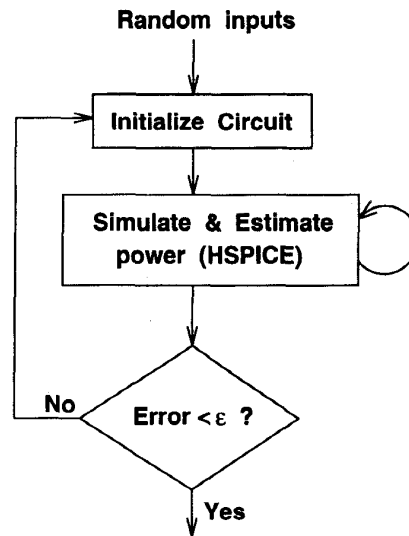 Random inputs
Initialize Circuit
Simulate & Estimate
power (HSPICE)
No
Error < ε ?
Yes